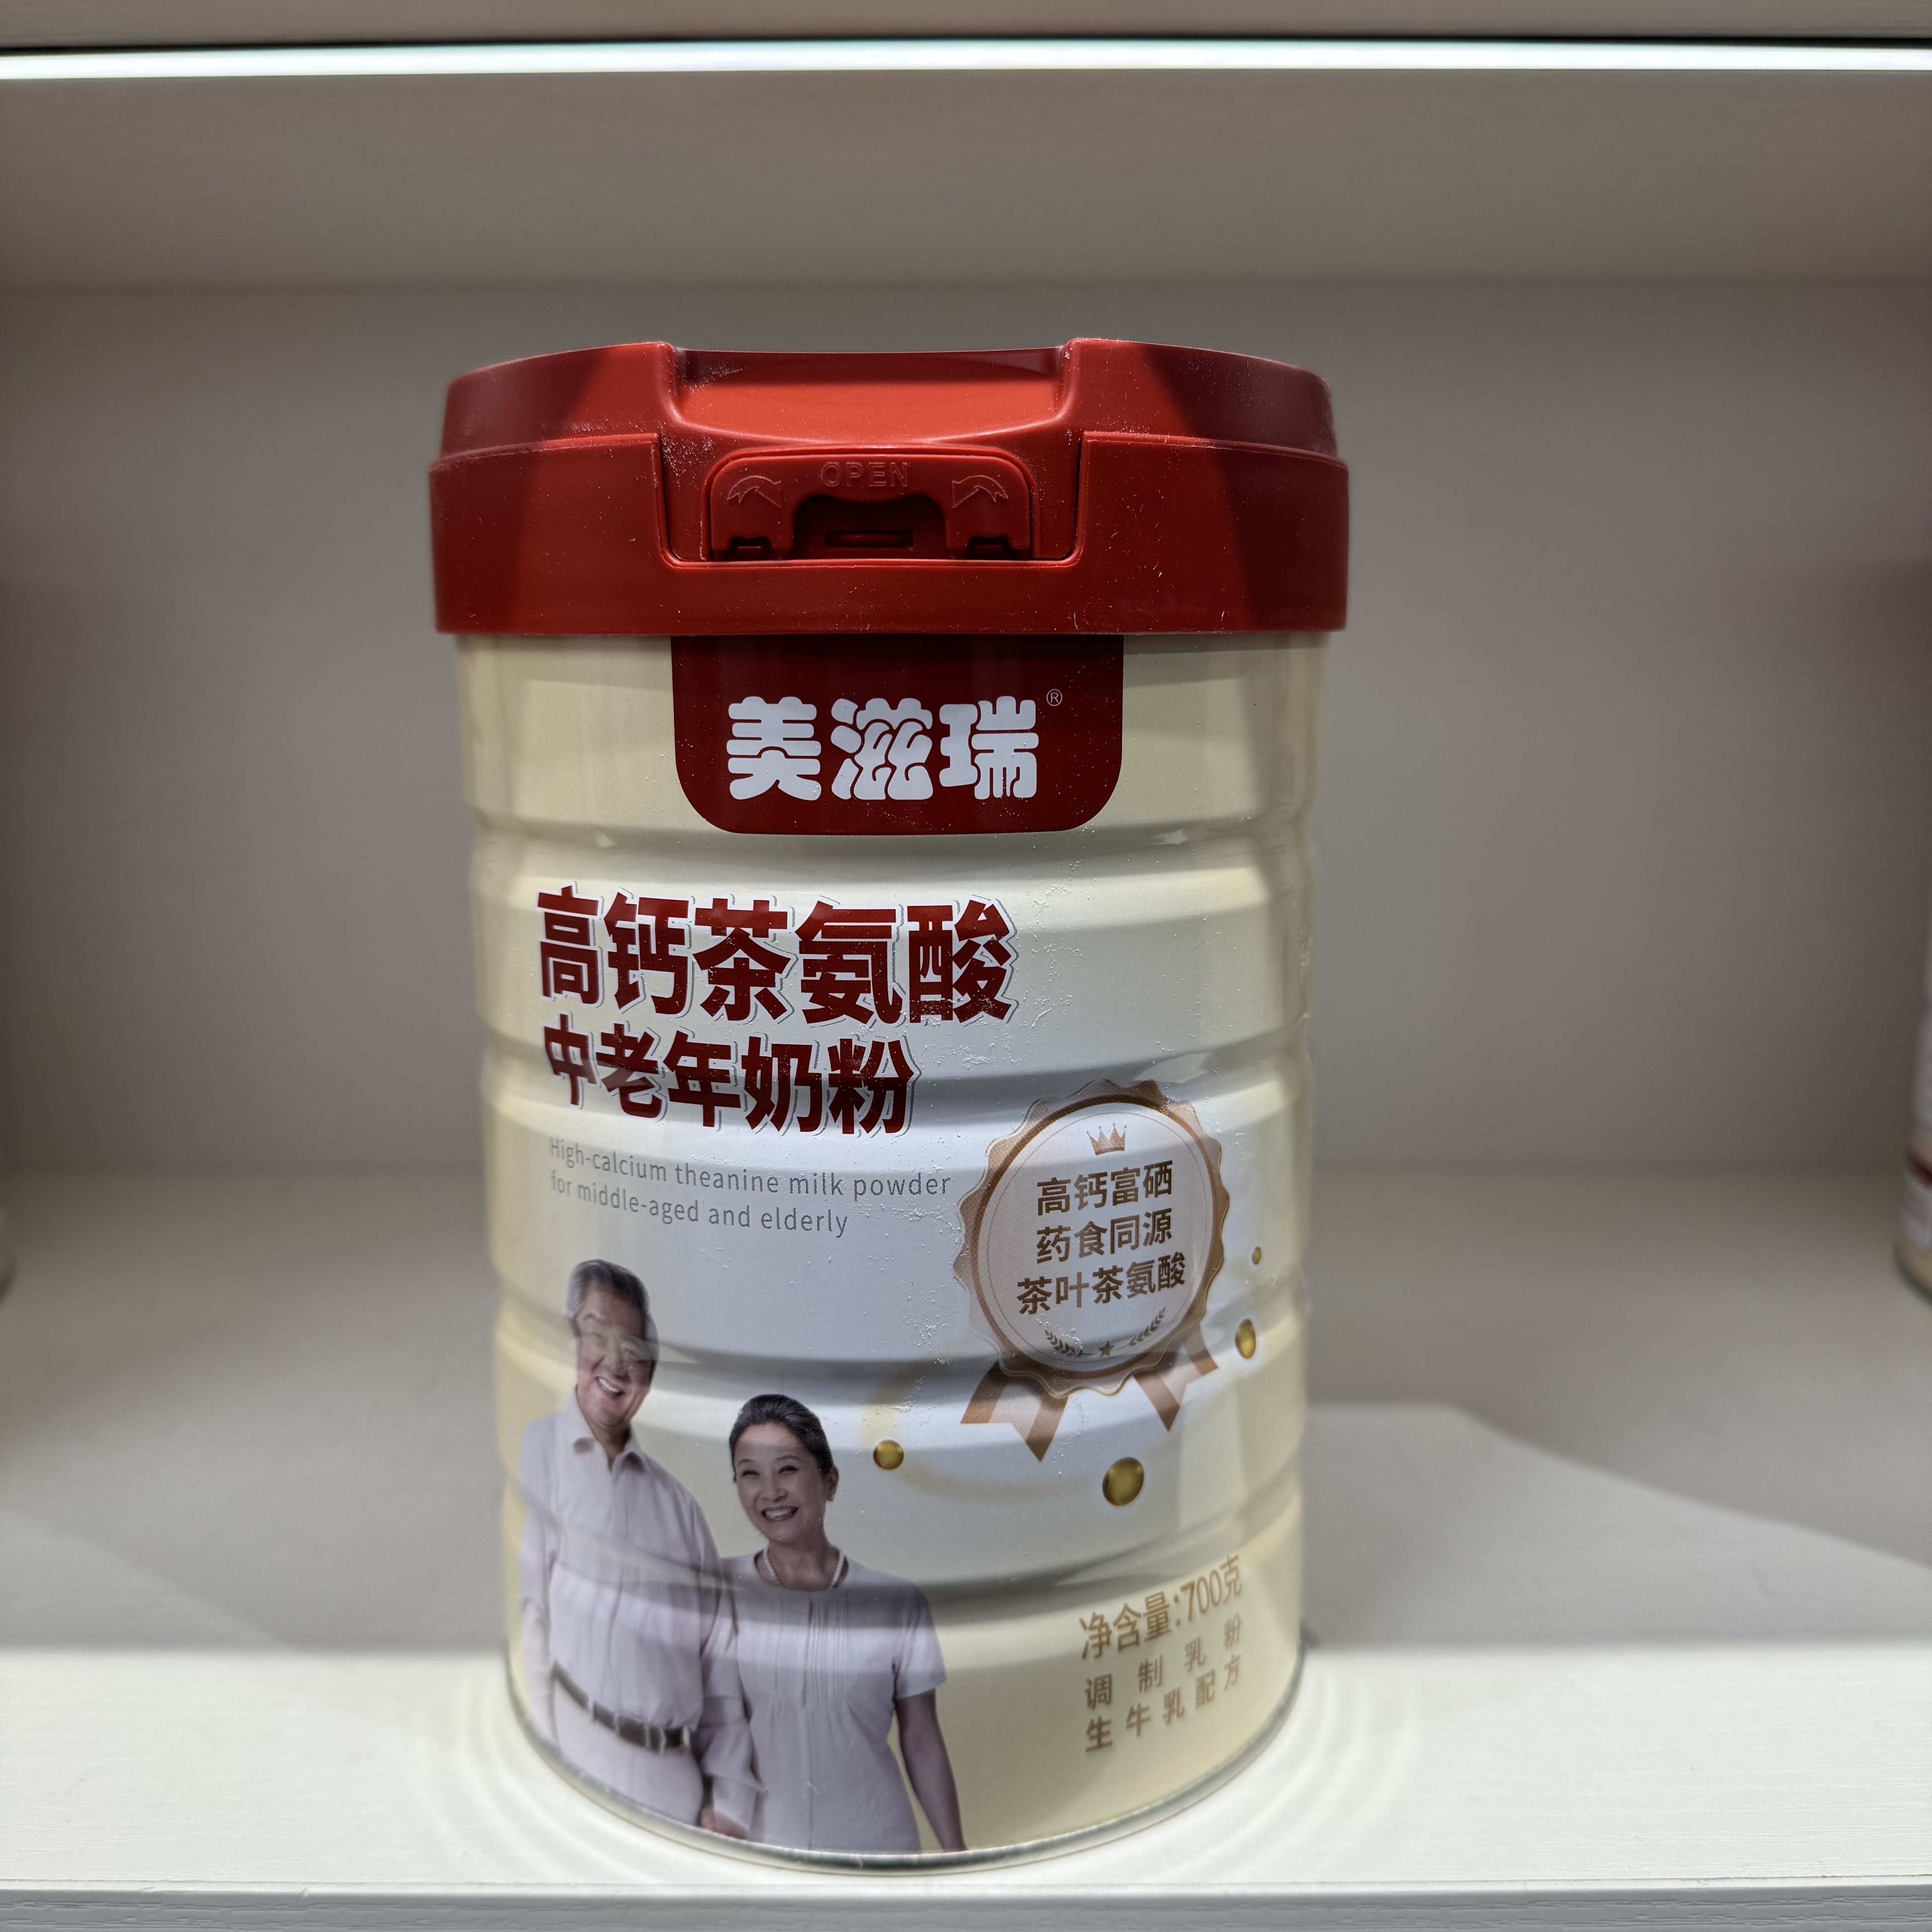 OPEN
美滋瑞®
高钙茶氨酸
中老年奶粉
High-calcium theanine milk powder
for middle-aged and elderly
高钙富硒
药食同源
茶叶茶氨酸
净含量:700克
调制乳粉
生牛乳配方